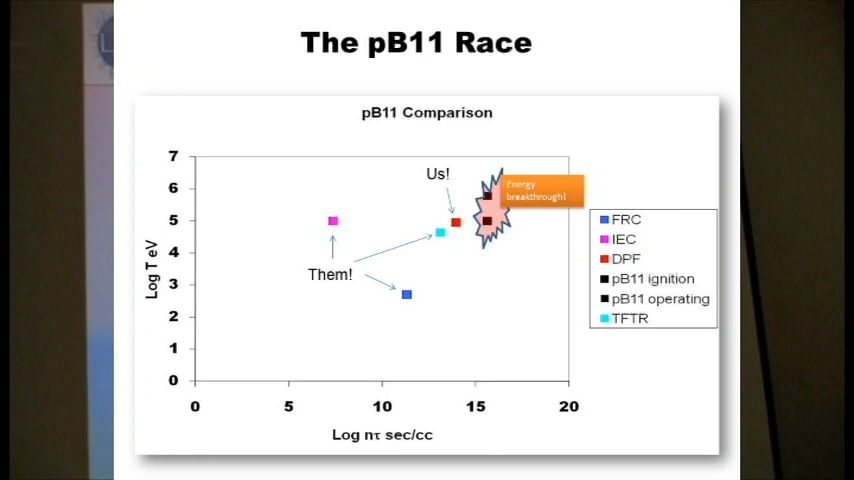 The pB11 Race
pB11 Comparison
7
6
5
4
3
2
1
0
Log T eV
Us!
Energy
breakthrough!
Them!
FRC
IEC
DPF
pB11 ignition
pB11 operating
TFTR
0
5
10
15
20
Log nτ sec/cc